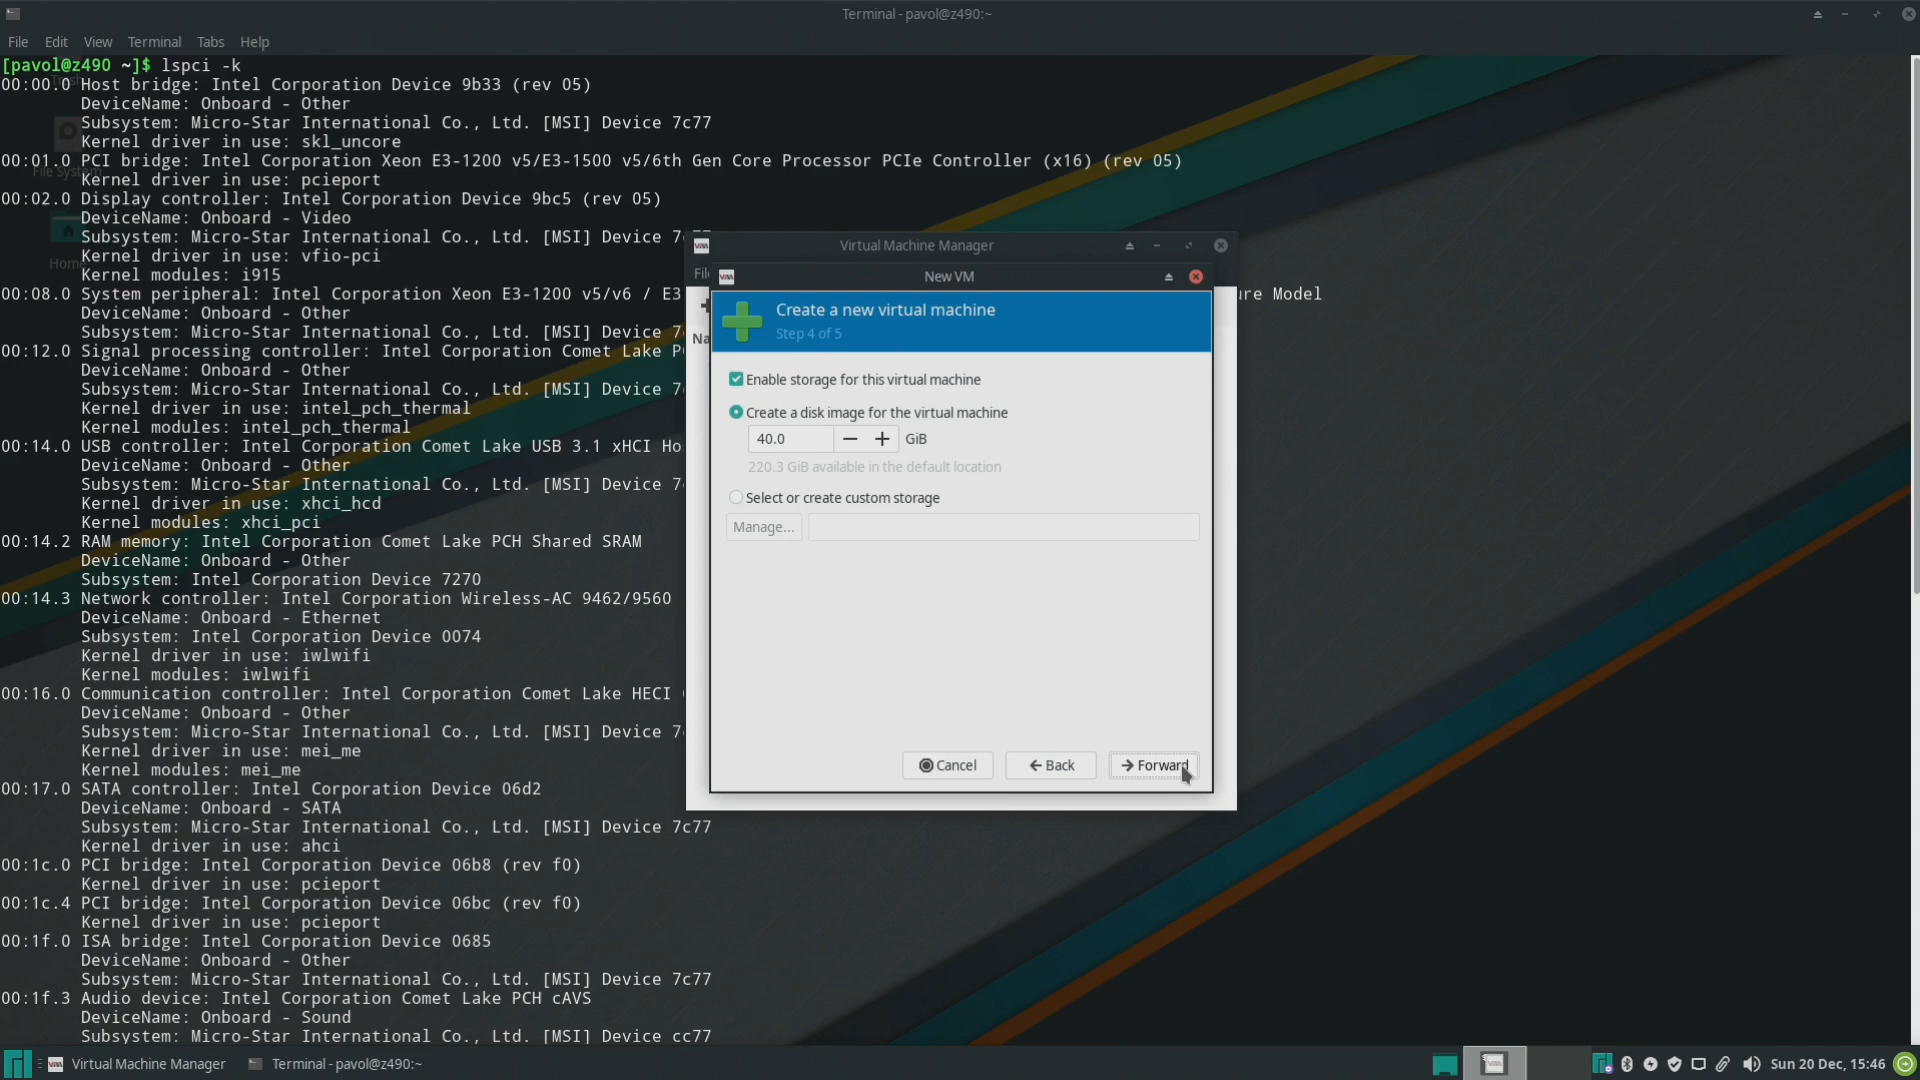 Terminal - pavol@z490:~
File Edit View Terminal Tabs Help
[pavol@z490 ~]$ lspci -k
00:00.0 Host bridge: Intel Corporation Device 9b33 (rev 05)
DeviceName: Onboard - Other
Subsystem: Micro-Star International Co., Ltd. [MSI] Device 7c77
Kernel driver in use: skl_uncore
00:01.0 PCI bridge: Intel Corporation Xeon E3-1200 v5/E3-1500 v5/6th Gen Core Processor PCIe Controller (x16) (rev 05)
File System
Kernel driver in use: pcieport
00:02.0 Display controller: Intel Corporation Device 9bc5 (rev 05)
DeviceName: Onboard - Video
Subsystem: Micro-Star International Co., Ltd. [MSI] Device
Kernel driver in use: vfio-pci
Home
Kernel modules: i915
00:08.0 System peripheral: Intel Corporation Xeon E3-1200 v5/v6 / E3 Model
DeviceName: Onboard - Other
Subsystem: Micro-Star International Co., Ltd. [MSI] Device
00:12.0 Signal processing controller: Intel Corporation Comet Lake
DeviceName: Onboard - Other
Subsystem: Micro-Star International Co., Ltd. [MSI] Device
Kernel driver in use: intel_pch_thermal
Kernel modules: intel_pch_thermal
00:14.0 USB controller: Intel Corporation Comet Lake USB 3.1 xHCI Ho
DeviceName: Onboard - Other
Subsystem: Micro-Star International Co., Ltd. [MSI] Device
Kernel driver in use: xhci_hcd
Kernel modules: xhci_pci
00:14.2 RAM memory: Intel Corporation Comet Lake PCH Shared SRAM
DeviceName: Onboard - Other
Subsystem: Intel Corporation Device 7270
00:14.3 Network controller: Intel Corporation Wireless-AC 9462/9560
DeviceName: Onboard - Ethernet
Subsystem: Intel Corporation Device 0074
Kernel driver in use: iwlwifi
Kernel modules: iwlwifi
00:16.0 Communication controller: Intel Corporation Comet Lake HECI
DeviceName: Onboard - Other
Subsystem: Micro-Star International Co., Ltd. [MSI] Device
Kernel driver in use: mei_me
Kernel modules: mei_me
00:17.0 SATA controller: Intel Corporation Device 06d2
DeviceName: Onboard - SATA
Subsystem: Micro-Star International Co., Ltd. [MSI] Device 7c77
Kernel driver in use: ahci
00:1c.0 PCI bridge: Intel Corporation Device 06b8 (rev f0)
Kernel driver in use: pcieport
00:1c.4 PCI bridge: Intel Corporation Device 06bc (rev f0)
Kernel driver in use: pcieport
00:1f.0 ISA bridge: Intel Corporation Device 0685
DeviceName: Onboard - Other
Subsystem: Micro-Star International Co., Ltd. [MSI] Device 7c77
00:1f.3 Audio device: Intel Corporation Comet Lake PCH cAVS
DeviceName: Onboard - Sound
Subsystem: Micro-Star International Co., Ltd. [MSI] Device cc77
Virtual Machine Manager
New VM
Create a new virtual machine
Step 4 of 5
Enable storage for this virtual machine
Create a disk image for the virtual machine
40.0 − + GiB
220.3 GiB available in the default location
Select or create custom storage
Manage...
Cancel Back Forward
Virtual Machine Manager Terminal - pavol@z490:~ Sun 20 Dec, 15:46